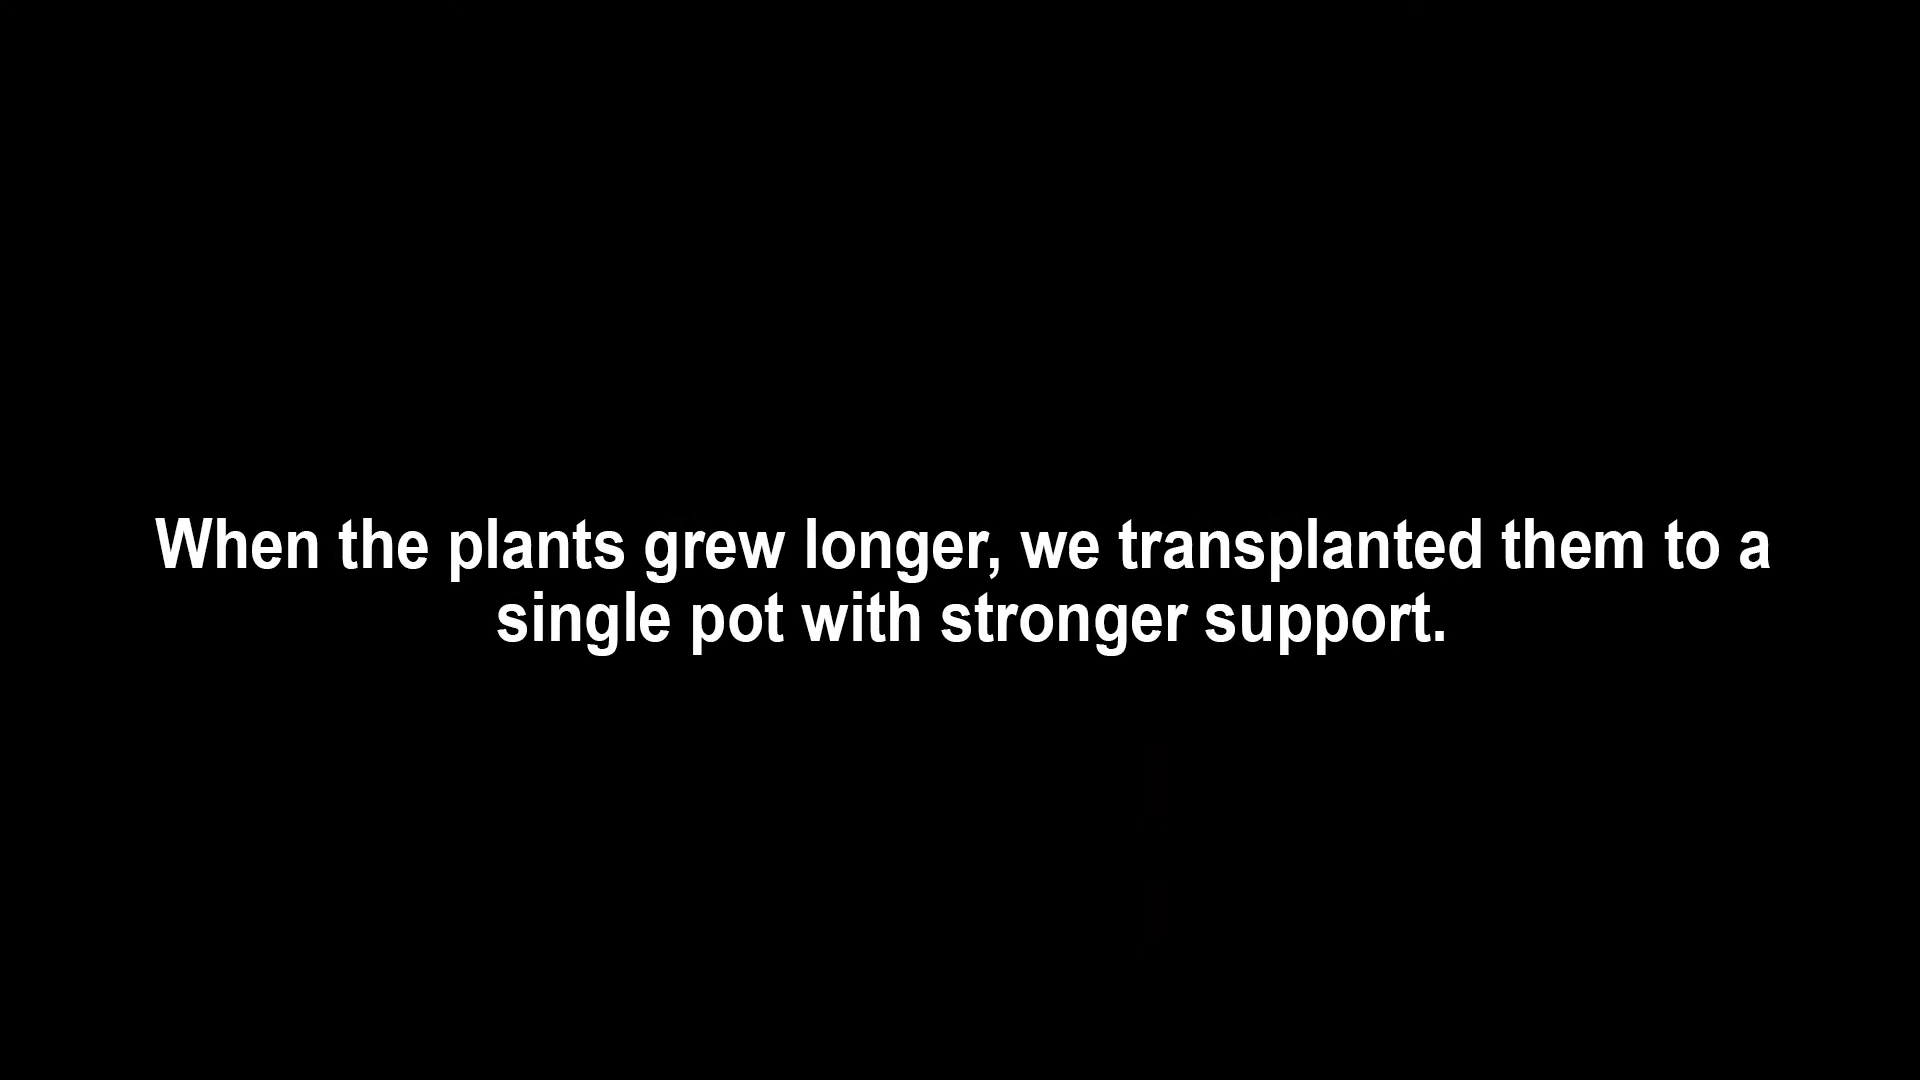 When the plants grew longer, we transplanted them to a
single pot with stronger support.